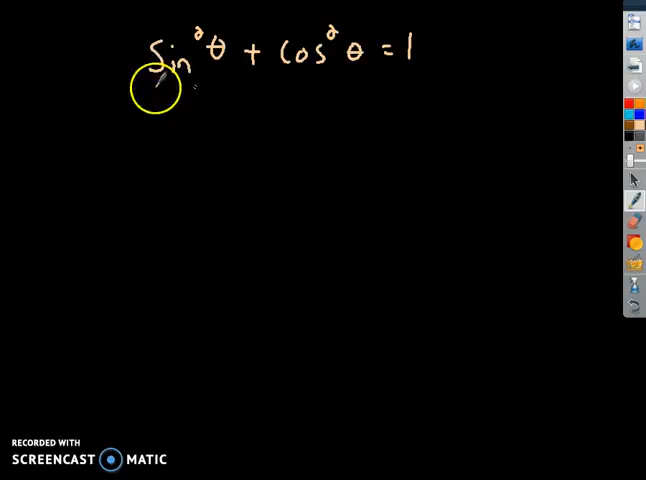 Sin²θ + cos²θ = 1
RECORDED WITH
SCREENCAST MATIC